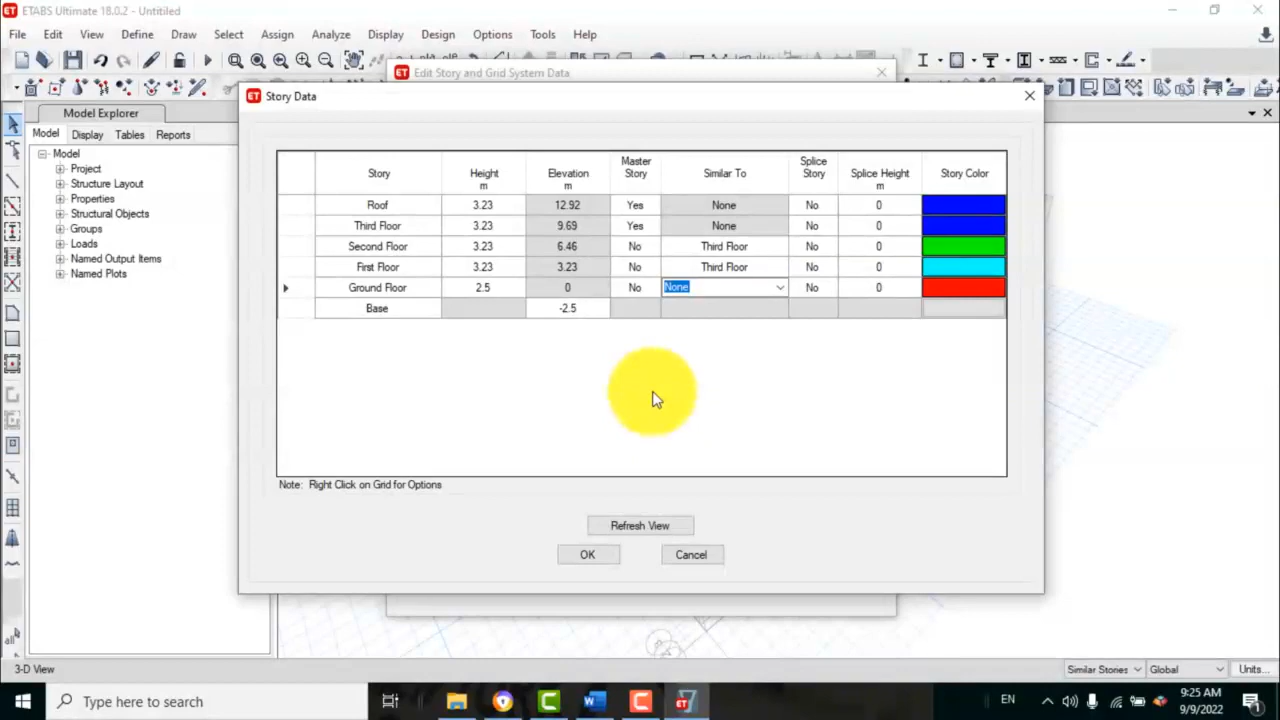 ETABS Ultimate 18.0.2 - Untitiled
File Edit View Define Draw Select Assign Analyze Display Design Options Tools Help
ET Edit Story and Grid System Data
ET Story Data
Model Explorer
Model Display Tables Reports
Model
Project
Structure Layout
Properties
Structural Objects
Groups
Loads
Named Output Items
Named Plots
Story Height m Elevation m Master Story Similar To Splice Story Splice Height m Story Color
Roof 3.23 12.92 Yes None No 0
Third Floor 3.23 9.69 Yes None No 0
Second Floor 3.23 6.46 No Third Floor No 0
First Floor 3.23 3.23 No Third Floor No 0
Ground Floor 2.5 0 No None No 0
Base -2.5
Note: Right Click on Grid for Options
Refresh View
OK Cancel
all
3-D View Similar Stories Global Units...
Type here to search
EN
9:25 AM
9/9/2022